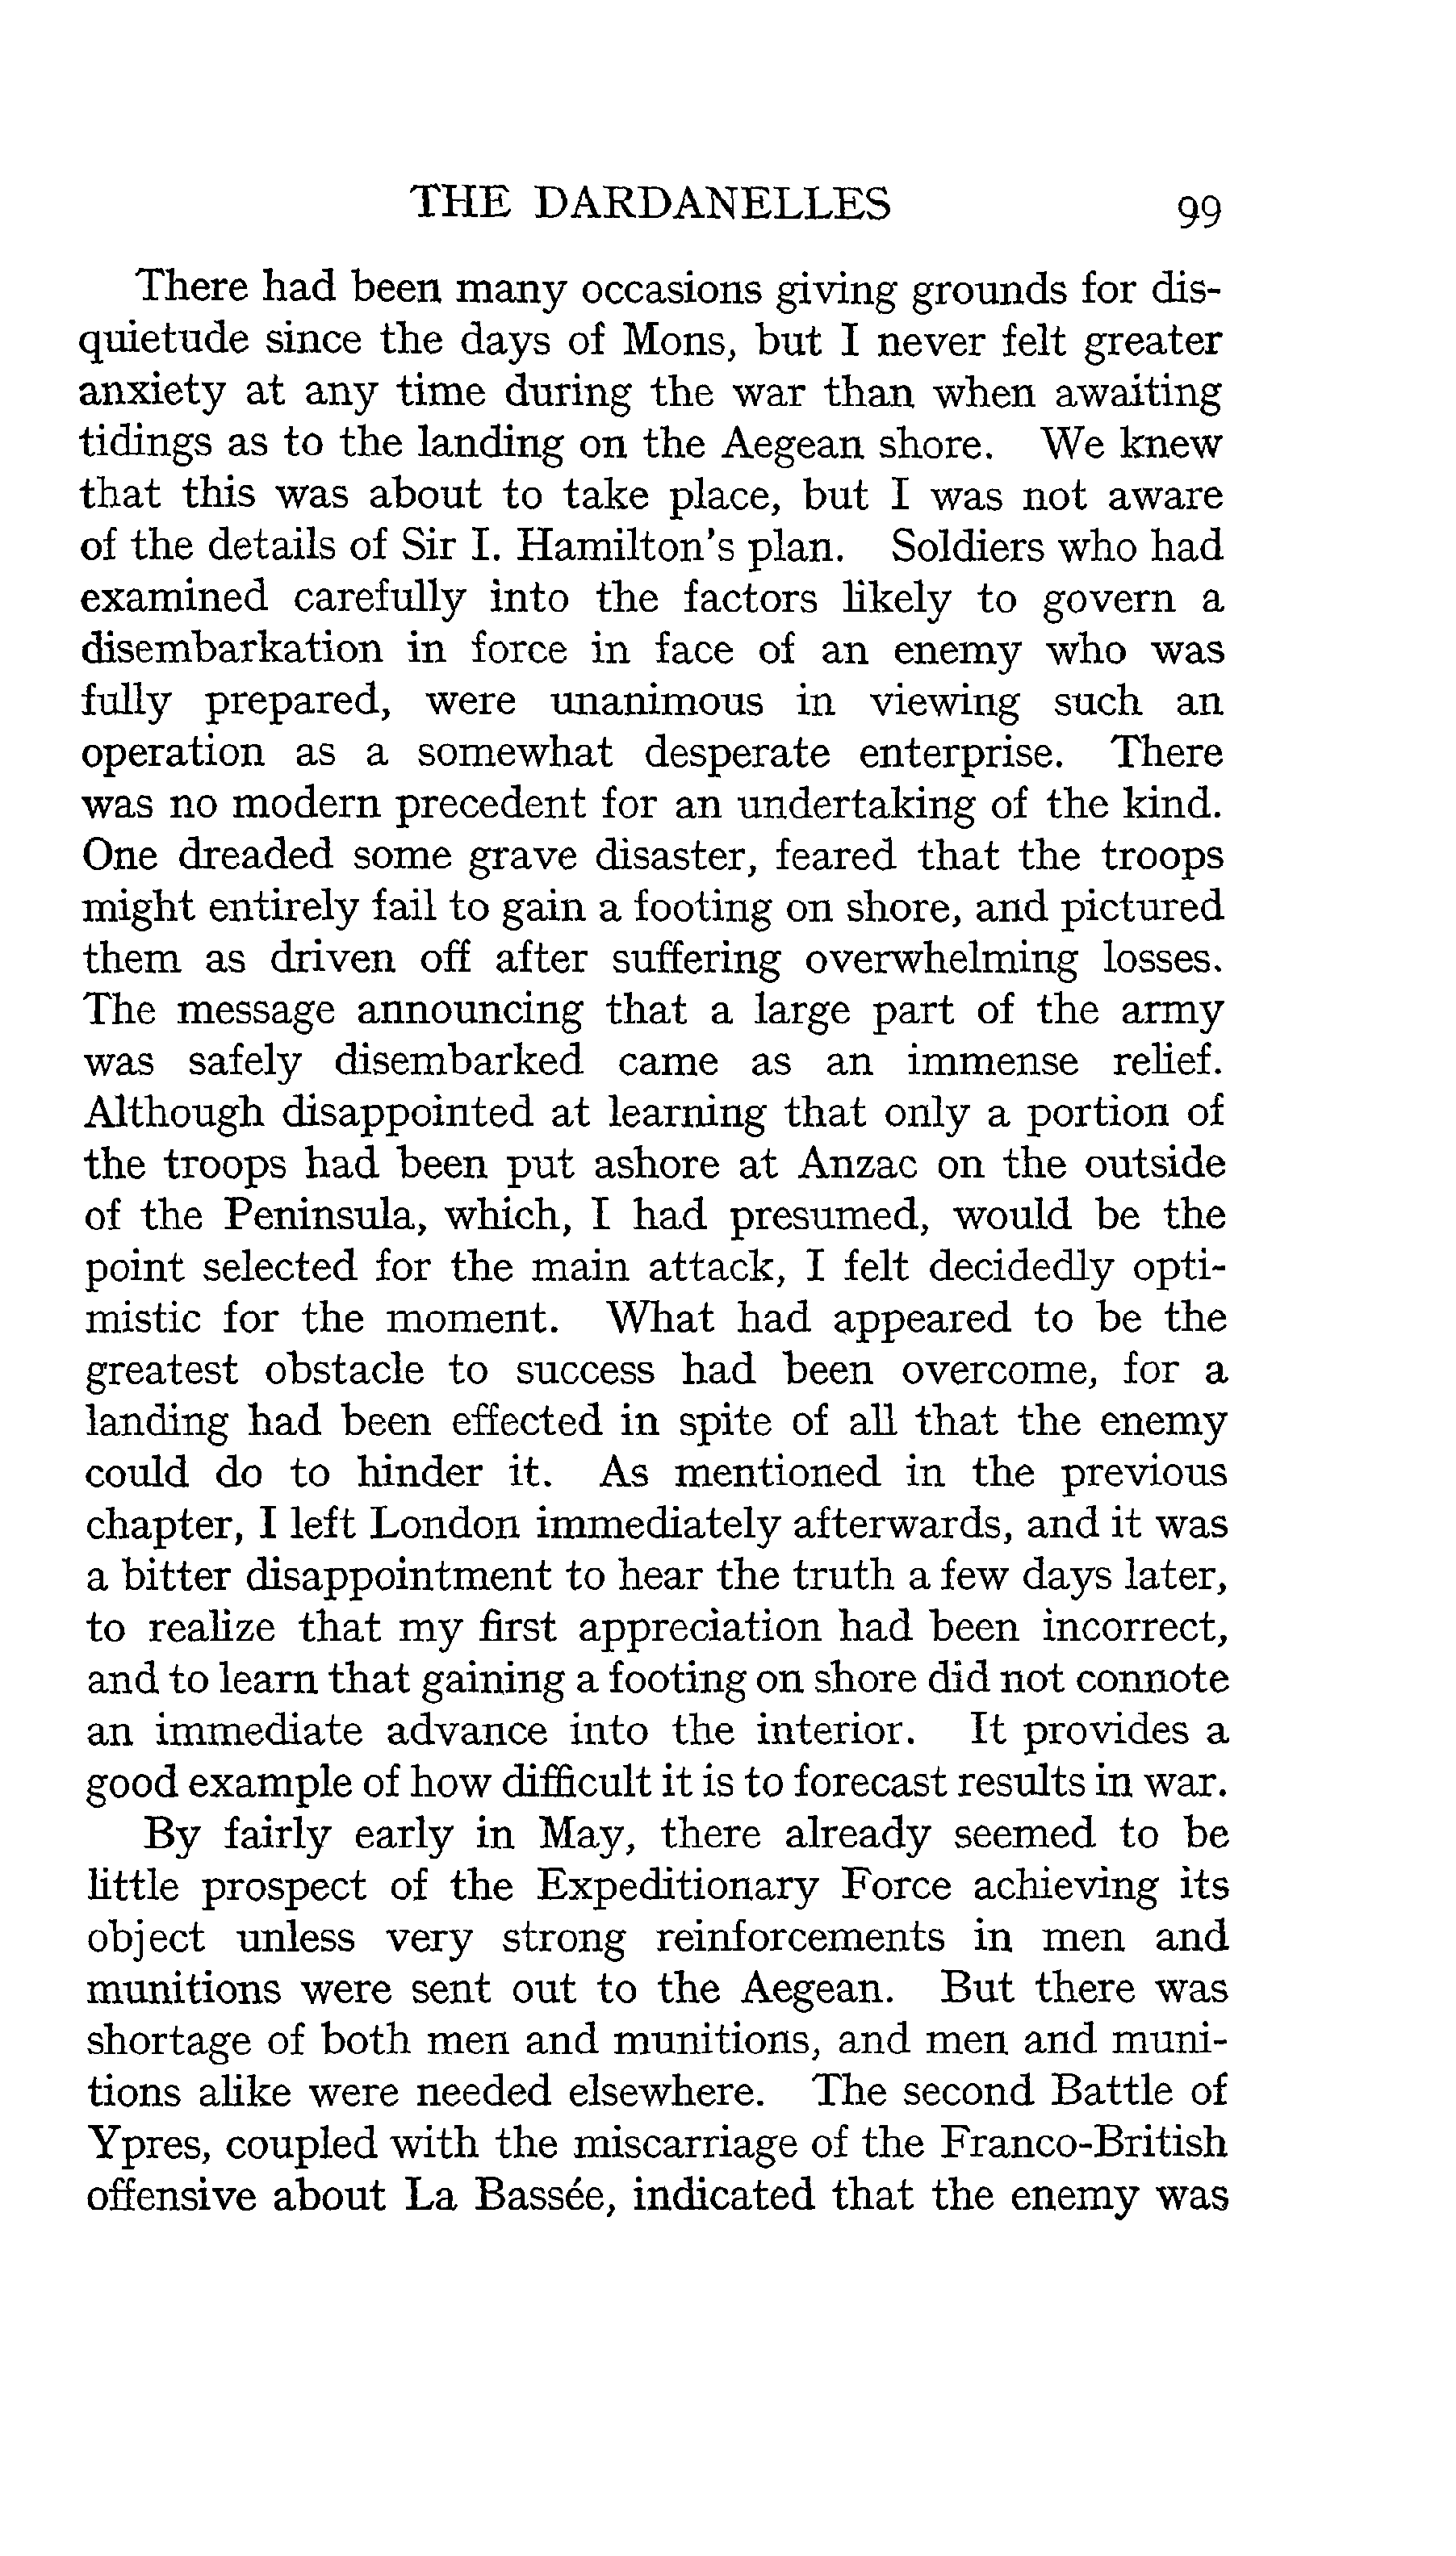 THE DARDANELLES 99
There had been many occasions giving grounds for dis-
quietude since the days of Mons, but I never felt greater
anxiety at any time during the war than when awaiting
tidings as to the landing on the Aegean shore. We knew
that this was about to take place, but I was not aware
of the details of Sir I. Hamilton's plan. Soldiers who had
examined carefully into the factors likely to govern a
disembarkation in force in face of an enemy who was
fully prepared, were unanimous in viewing such an
operation as a somewhat desperate enterprise. There
was no modern precedent for an undertaking of the kind.
One dreaded some grave disaster, feared that the troops
might entirely fail to gain a footing on shore, and pictured
them as driven off after suffering overwhelming losses.
The message announcing that a large part of the army
was safely disembarked came as an immense relief.
Although disappointed at learning that only a portion of
the troops had been put ashore at Anzac on the outside
of the Peninsula, which, I had presumed, would be the
point selected for the main attack, I felt decidedly opti-
mistic for the moment. What had appeared to be the
greatest obstacle to success had been overcome, for a
landing had been effected in spite of all that the enemy
could do to hinder it. As mentioned in the previous
chapter, I left London immediately afterwards, and it was
a bitter disappointment to hear the truth a few days later,
to realize that my first appreciation had been incorrect,
and to learn that gaining a footing on shore did not connote
an immediate advance into the interior. It provides a
good example of how difficult it is to forecast results in war.
By fairly early in May, there already seemed to be
little prospect of the Expeditionary Force achieving its
object unless very strong reinforcements in men and
munitions were sent out to the Aegean. But there was
shortage of both men and munitions, and men and muni-
tions alike were needed elsewhere. The second Battle of
Ypres, coupled with the miscarriage of the Franco-British
offensive about La Bassée, indicated that the enemy was